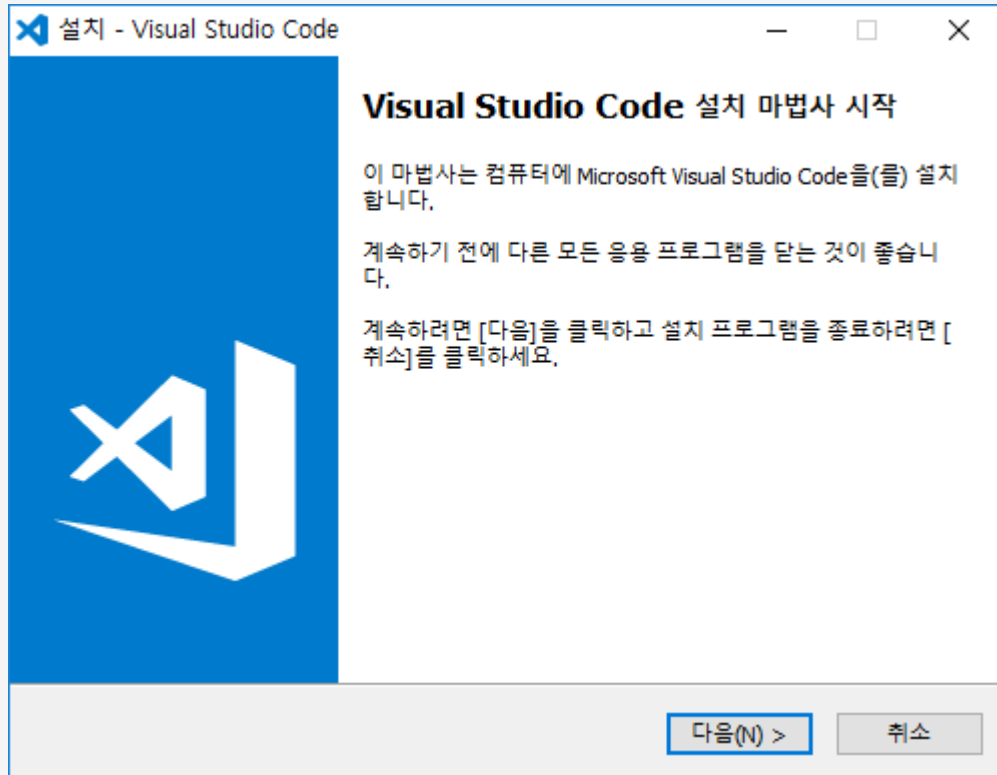 설치 - Visual Studio Code
Visual Studio Code 설치 마법사 시작
이 마법사는 컴퓨터에 Microsoft Visual Studio Code을(를) 설치
합니다.
계속하기 전에 다른 모든 응용 프로그램을 닫는 것이 좋습니
다.
계속하려면 [다음]을 클릭하고 설치 프로그램을 종료하려면 [
취소]를 클릭하세요.
다음(N) >
취소